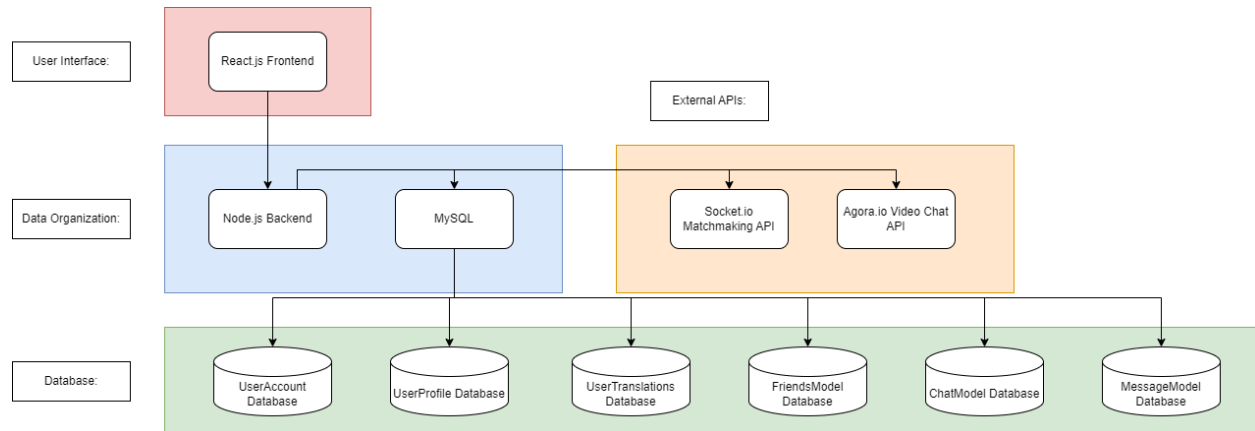 User Interface:
React.js Frontend
External APIs:
Data Organization:
Node.js Backend
MySQL
Socket.io
Matchmaking API
Agora.io Video Chat
API
Database:
UserAccount
Database
UserProfile Database
UserTranslations
Database
FriendsModel
Database
ChatModel Database
MessageModel
Database